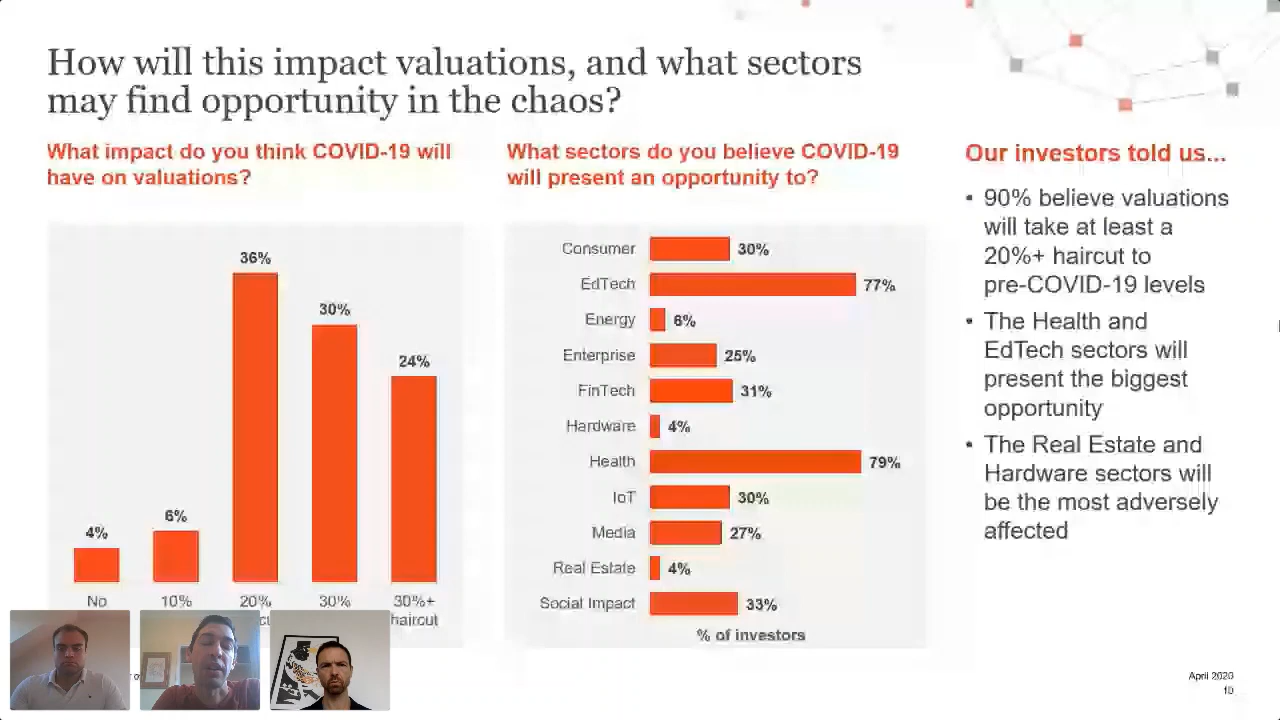 How will this impact valuations, and what sectors
may find opportunity in the chaos?
What impact do you think COVID-19 will
have on valuations?
36%
30%
24%
6%
4%
No
10%
20%
30%
30%+
haircut
What sectors do you believe COVID-19
will present an opportunity to?
Consumer 30%
EdTech 77%
Energy 6%
Enterprise 25%
FinTech 31%
Hardware 4%
Health 79%
IoT 30%
Media 27%
Real Estate 4%
Social Impact 33%
% of investors
Our investors told us...
• 90% believe valuations
will take at least a
20%+ haircut to
pre-COVID-19 levels
• The Health and
EdTech sectors will
present the biggest
opportunity
• The Real Estate and
Hardware sectors will
be the most adversely
affected
April 2020
10